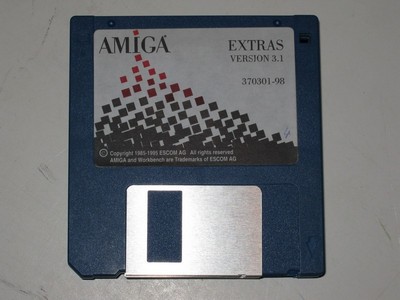 AMIGA
EXTRAS
VERSION 3.1
370301-98
© Copyright 1985-1995 ESCOM AG. All rights reserved
AMIGA and Workbench are Trademarks of ESCOM AG